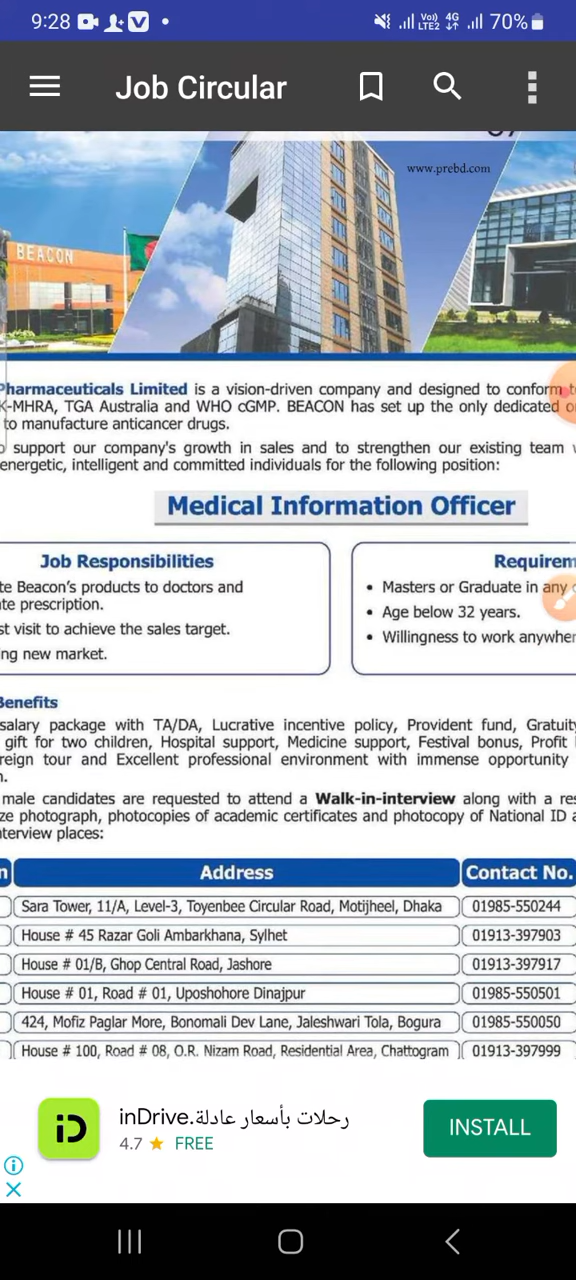 9:28
Vo))
LTE2
4G
70%
Job Circular
www.prebd.com
BEACON
Pharmaceuticals Limited is a vision-driven company and designed to conform
K-MHRA, TGA Australia and WHO cGMP. BEACON has set up the only dedicated
to manufacture anticancer drugs.
support our company's growth in sales and to strengthen our existing team
energetic, intelligent and committed individuals for the following position:
Medical Information Officer
Job Responsibilities
te Beacon's products to doctors and
te prescription.
st visit to achieve the sales target.
ng new market.
Requirem
• Masters or Graduate in any
• Age below 32 years.
• Willingness to work anywher
Benefits
salary package with TA/DA, Lucrative incentive policy, Provident fund, Gratuity
gift for two children, Hospital support, Medicine support, Festival bonus, Profit
reign tour and Excellent professional environment with immense opportunity
male candidates are requested to attend a Walk-in-interview along with a res
ze photograph, photocopies of academic certificates and photocopy of National ID a
nterview places:
n Address Contact No.
Sara Tower, 11/A, Level-3, Toyenbee Circular Road, Motijheel, Dhaka 01985-550244
House # 45 Razar Goli Ambarkhana, Sylhet 01913-397903
House # 01/B, Ghop Central Road, Jashore 01913-397917
House # 01, Road # 01, Uposhohore Dinajpur 01985-550501
424, Mofiz Paglar More, Bonomali Dev Lane, Jaleshwari Tola, Bogura 01985-550050
House # 100, Road # 08, O.R. Nizam Road, Residential Area, Chattogram 01913-397999
iD
inDrive.رحلات بأسعار عادلة
4.7 ★ FREE
INSTALL